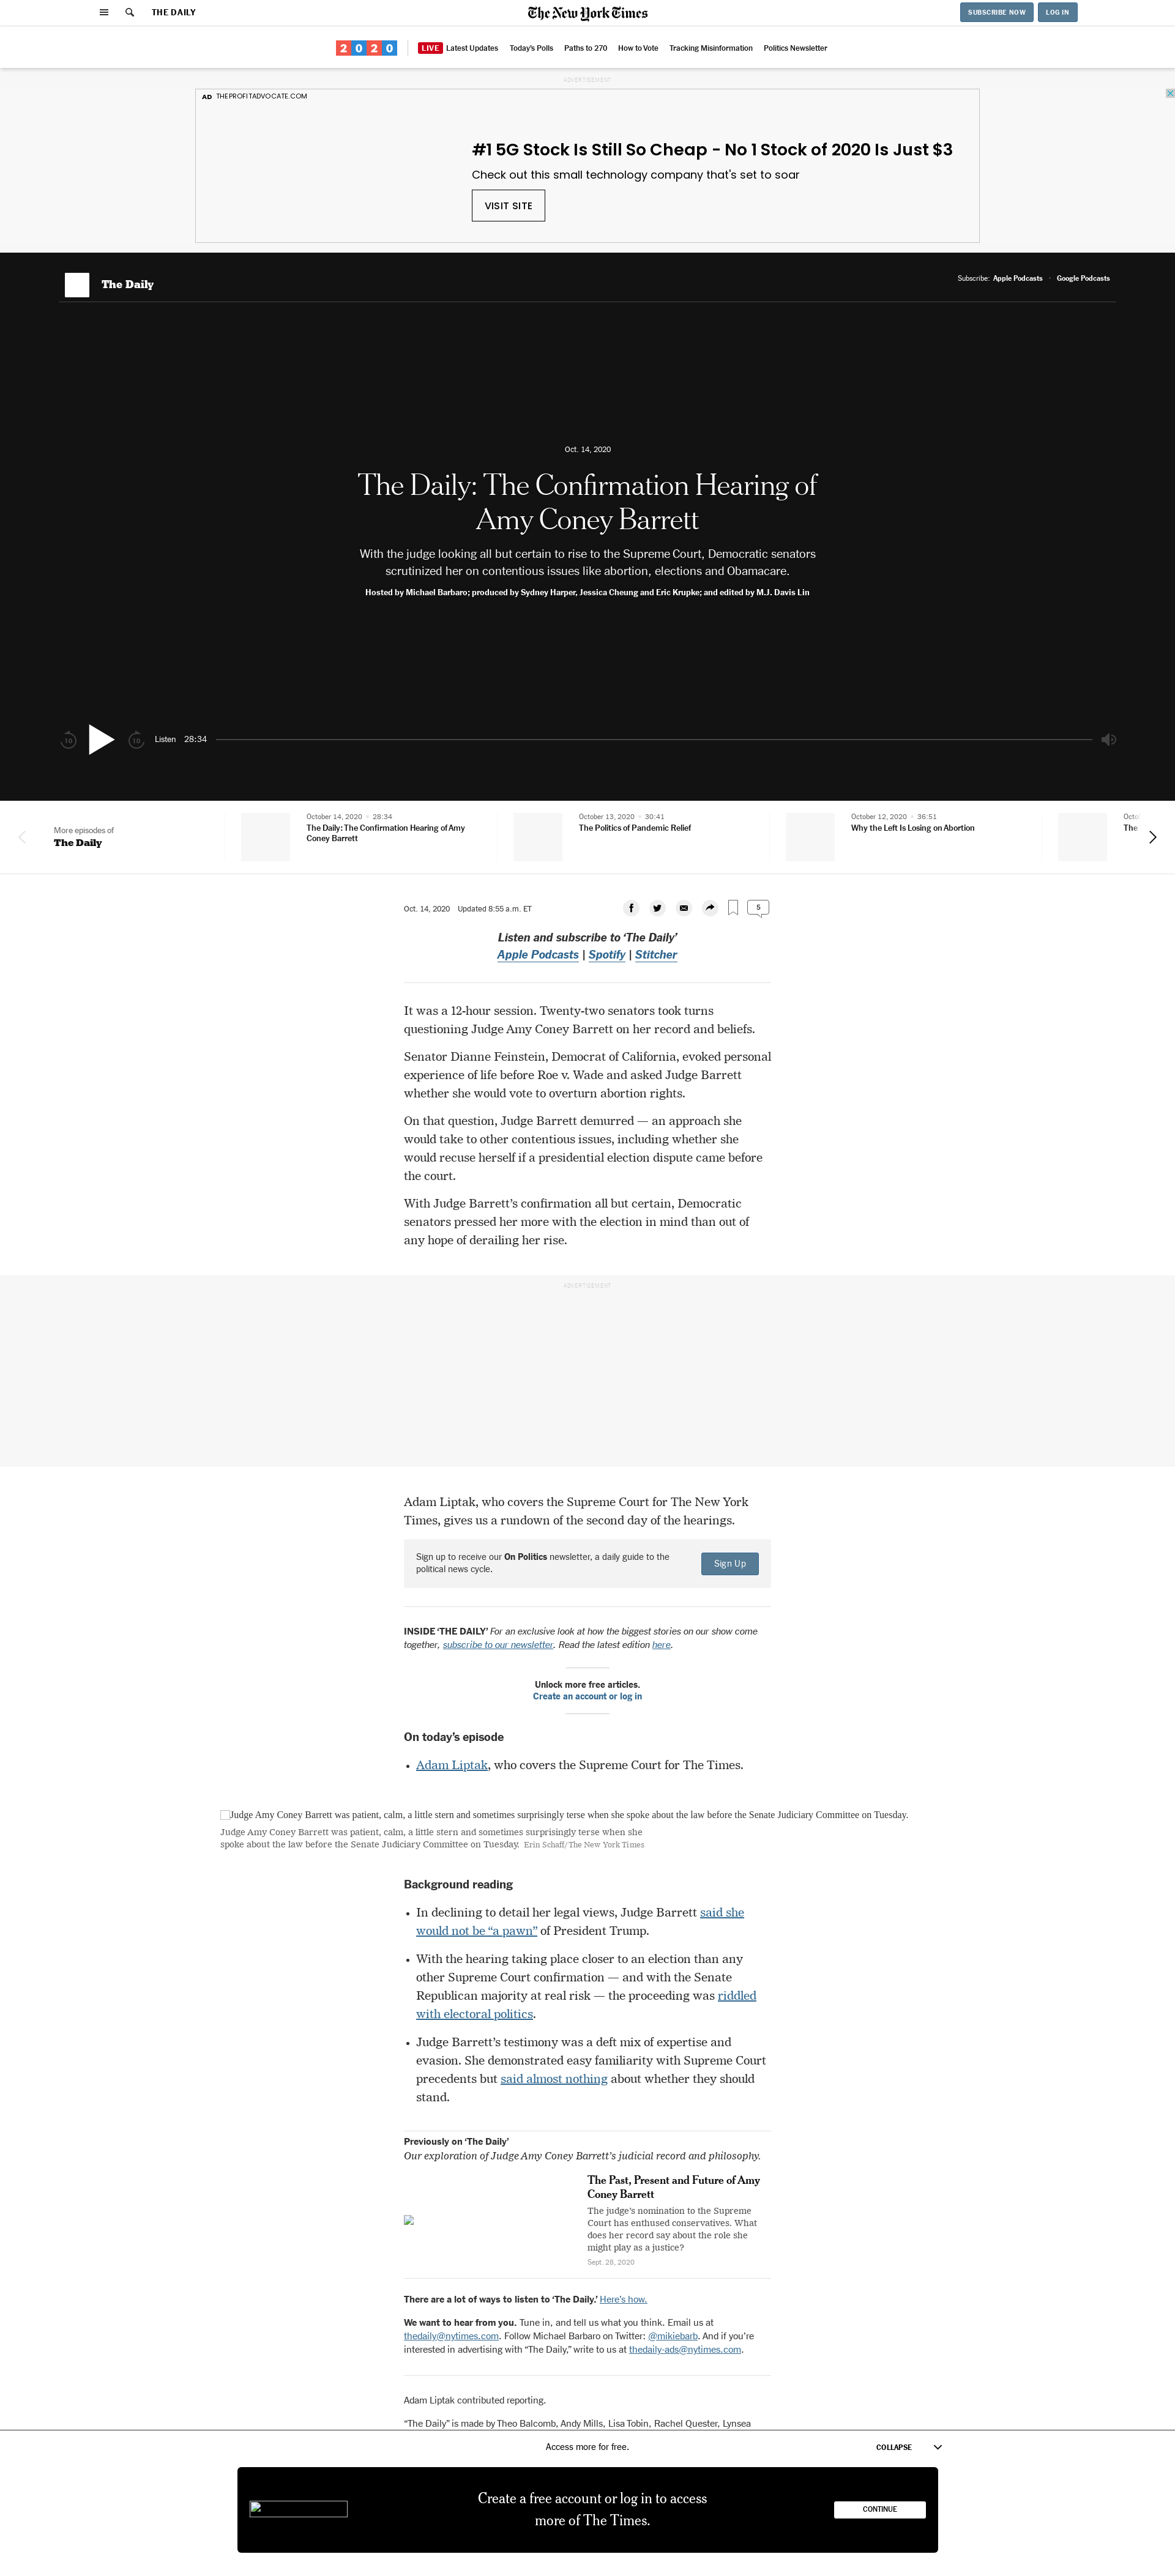 THE DAILY
The New York Times
SUBSCRIBE NOW
LOG IN
2020
LIVE Latest Updates
Today's Polls
Paths to 270
How to Vote
Tracking Misinformation
Politics Newsletter
ADVERTISEMENT
AD THEPROFITADVOCATE.COM
#1 5G Stock Is Still So Cheap - No 1 Stock of 2020 Is Just $3
Check out this small technology company that's set to soar
VISIT SITE
The Daily
Subscribe: Apple Podcasts
Google Podcasts
Oct. 14, 2020
The Daily: The Confirmation Hearing of
Amy Coney Barrett
With the judge looking all but certain to rise to the Supreme Court, Democratic senators
scrutinized her on contentious issues like abortion, elections and Obamacare.
Hosted by Michael Barbaro; produced by Sydney Harper, Jessica Cheung and Eric Krupke; and edited by M.J. Davis Lin
10
10
Listen 28:34
More episodes of
The Daily
October 14, 2020 • 28:34
The Daily: The Confirmation Hearing of Amy
Coney Barrett
October 13, 2020 • 30:41
The Politics of Pandemic Relief
October 12, 2020 • 36:51
Why the Left Is Losing on Abortion
Octo
The
Oct. 14, 2020 Updated 8:55 a.m. ET
5
Listen and subscribe to ‘The Daily’
Apple Podcasts | Spotify | Stitcher
It was a 12-hour session. Twenty-two senators took turns
questioning Judge Amy Coney Barrett on her record and beliefs.
Senator Dianne Feinstein, Democrat of California, evoked personal
experience of life before Roe v. Wade and asked Judge Barrett
whether she would vote to overturn abortion rights.
On that question, Judge Barrett demurred — an approach she
would take to other contentious issues, including whether she
would recuse herself if a presidential election dispute came before
the court.
With Judge Barrett’s confirmation all but certain, Democratic
senators pressed her more with the election in mind than out of
any hope of derailing her rise.
ADVERTISEMENT
Adam Liptak, who covers the Supreme Court for The New York
Times, gives us a rundown of the second day of the hearings.
Sign up to receive our On Politics newsletter, a daily guide to the
political news cycle.
Sign Up
INSIDE ‘THE DAILY’ For an exclusive look at how the biggest stories on our show come
together, subscribe to our newsletter. Read the latest edition here.
Unlock more free articles.
Create an account or log in
On today’s episode
• Adam Liptak, who covers the Supreme Court for The Times.
Judge Amy Coney Barrett was patient, calm, a little stern and sometimes surprisingly terse when she spoke about the law before the Senate Judiciary Committee on Tuesday.
Judge Amy Coney Barrett was patient, calm, a little stern and sometimes surprisingly terse when she
spoke about the law before the Senate Judiciary Committee on Tuesday. Erin Schaff/The New York Times
Background reading
• In declining to detail her legal views, Judge Barrett said she
would not be “a pawn” of President Trump.
• With the hearing taking place closer to an election than any
other Supreme Court confirmation — and with the Senate
Republican majority at real risk — the proceeding was riddled
with electoral politics.
• Judge Barrett’s testimony was a deft mix of expertise and
evasion. She demonstrated easy familiarity with Supreme Court
precedents but said almost nothing about whether they should
stand.
Previously on ‘The Daily’
Our exploration of Judge Amy Coney Barrett’s judicial record and philosophy.
The Past, Present and Future of Amy
Coney Barrett
The judge’s nomination to the Supreme
Court has enthused conservatives. What
does her record say about the role she
might play as a justice?
Sept. 28, 2020
There are a lot of ways to listen to ‘The Daily.’ Here’s how.
We want to hear from you. Tune in, and tell us what you think. Email us at
thedaily@nytimes.com. Follow Michael Barbaro on Twitter: @mikiebarb. And if you’re
interested in advertising with “The Daily,” write to us at thedaily-ads@nytimes.com.
Adam Liptak contributed reporting.
“The Daily” is made by Theo Balcomb, Andy Mills, Lisa Tobin, Rachel Quester, Lynsea
Access more for free.
COLLAPSE
Create a free account or log in to access
more of The Times.
CONTINUE